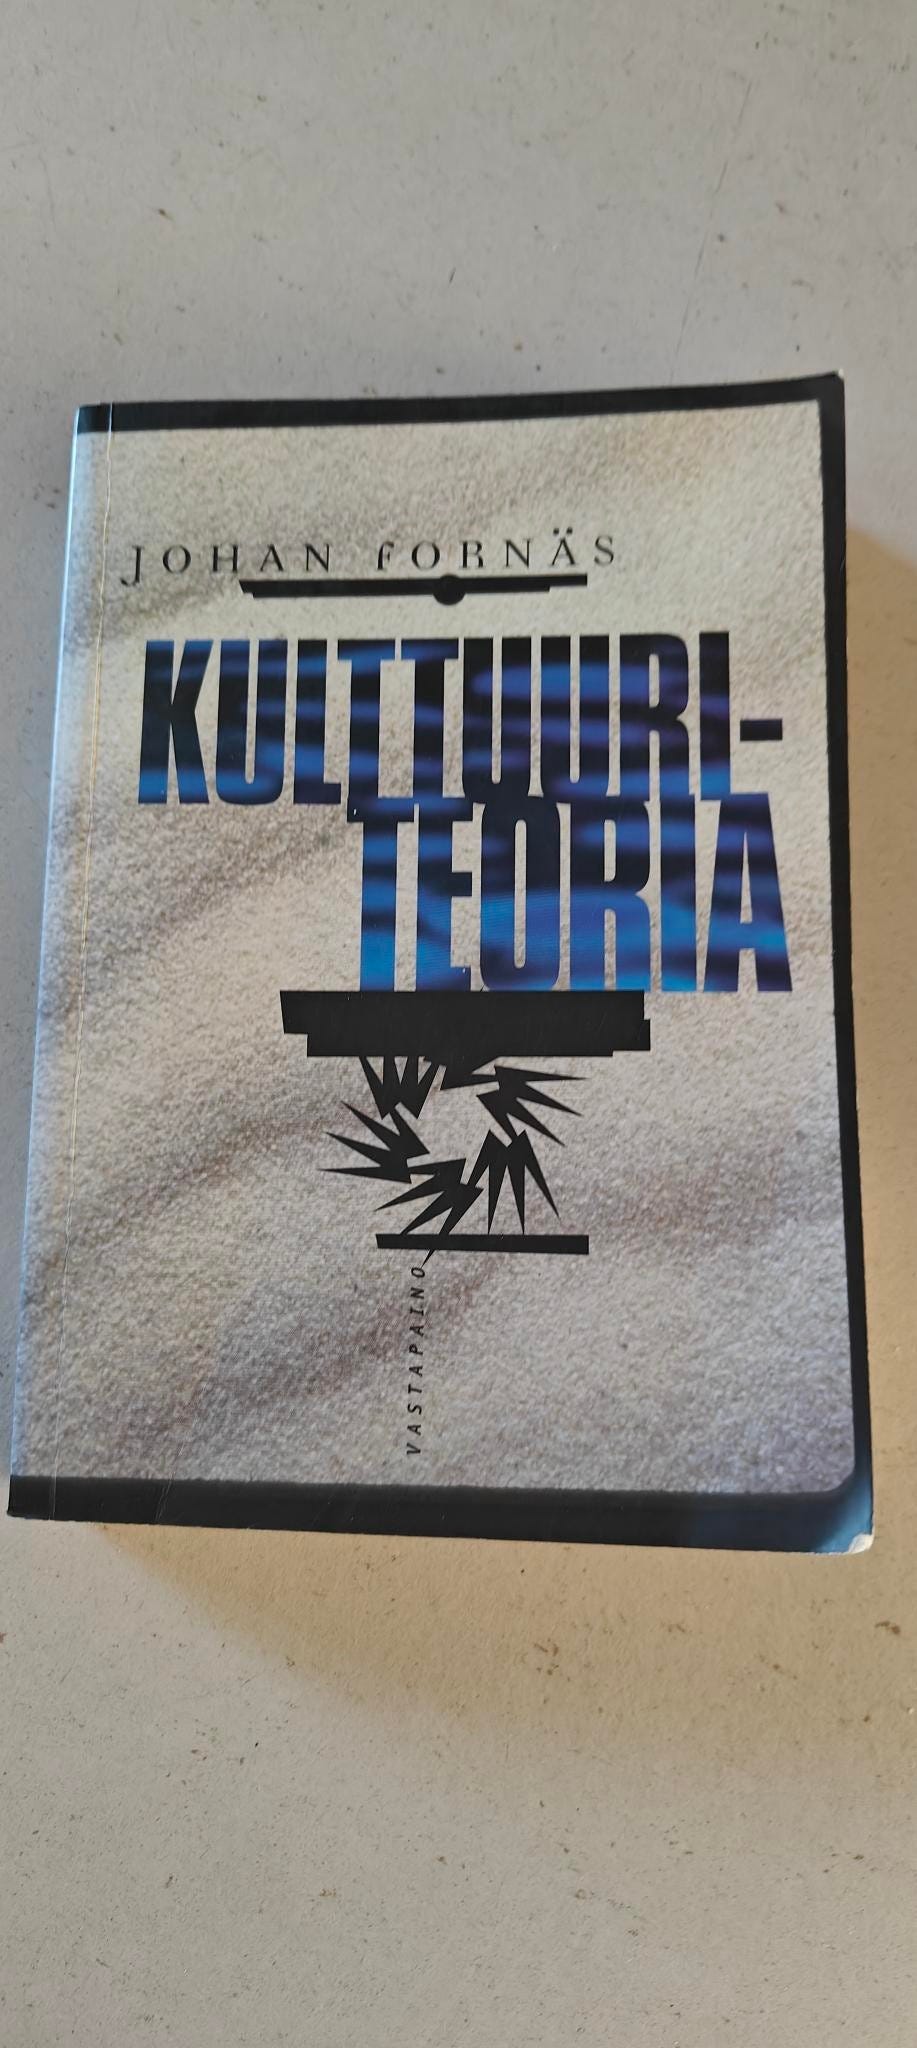 JOHAN FORNÄS
KULTTUURI-
TEORIA
VASTAPAINO